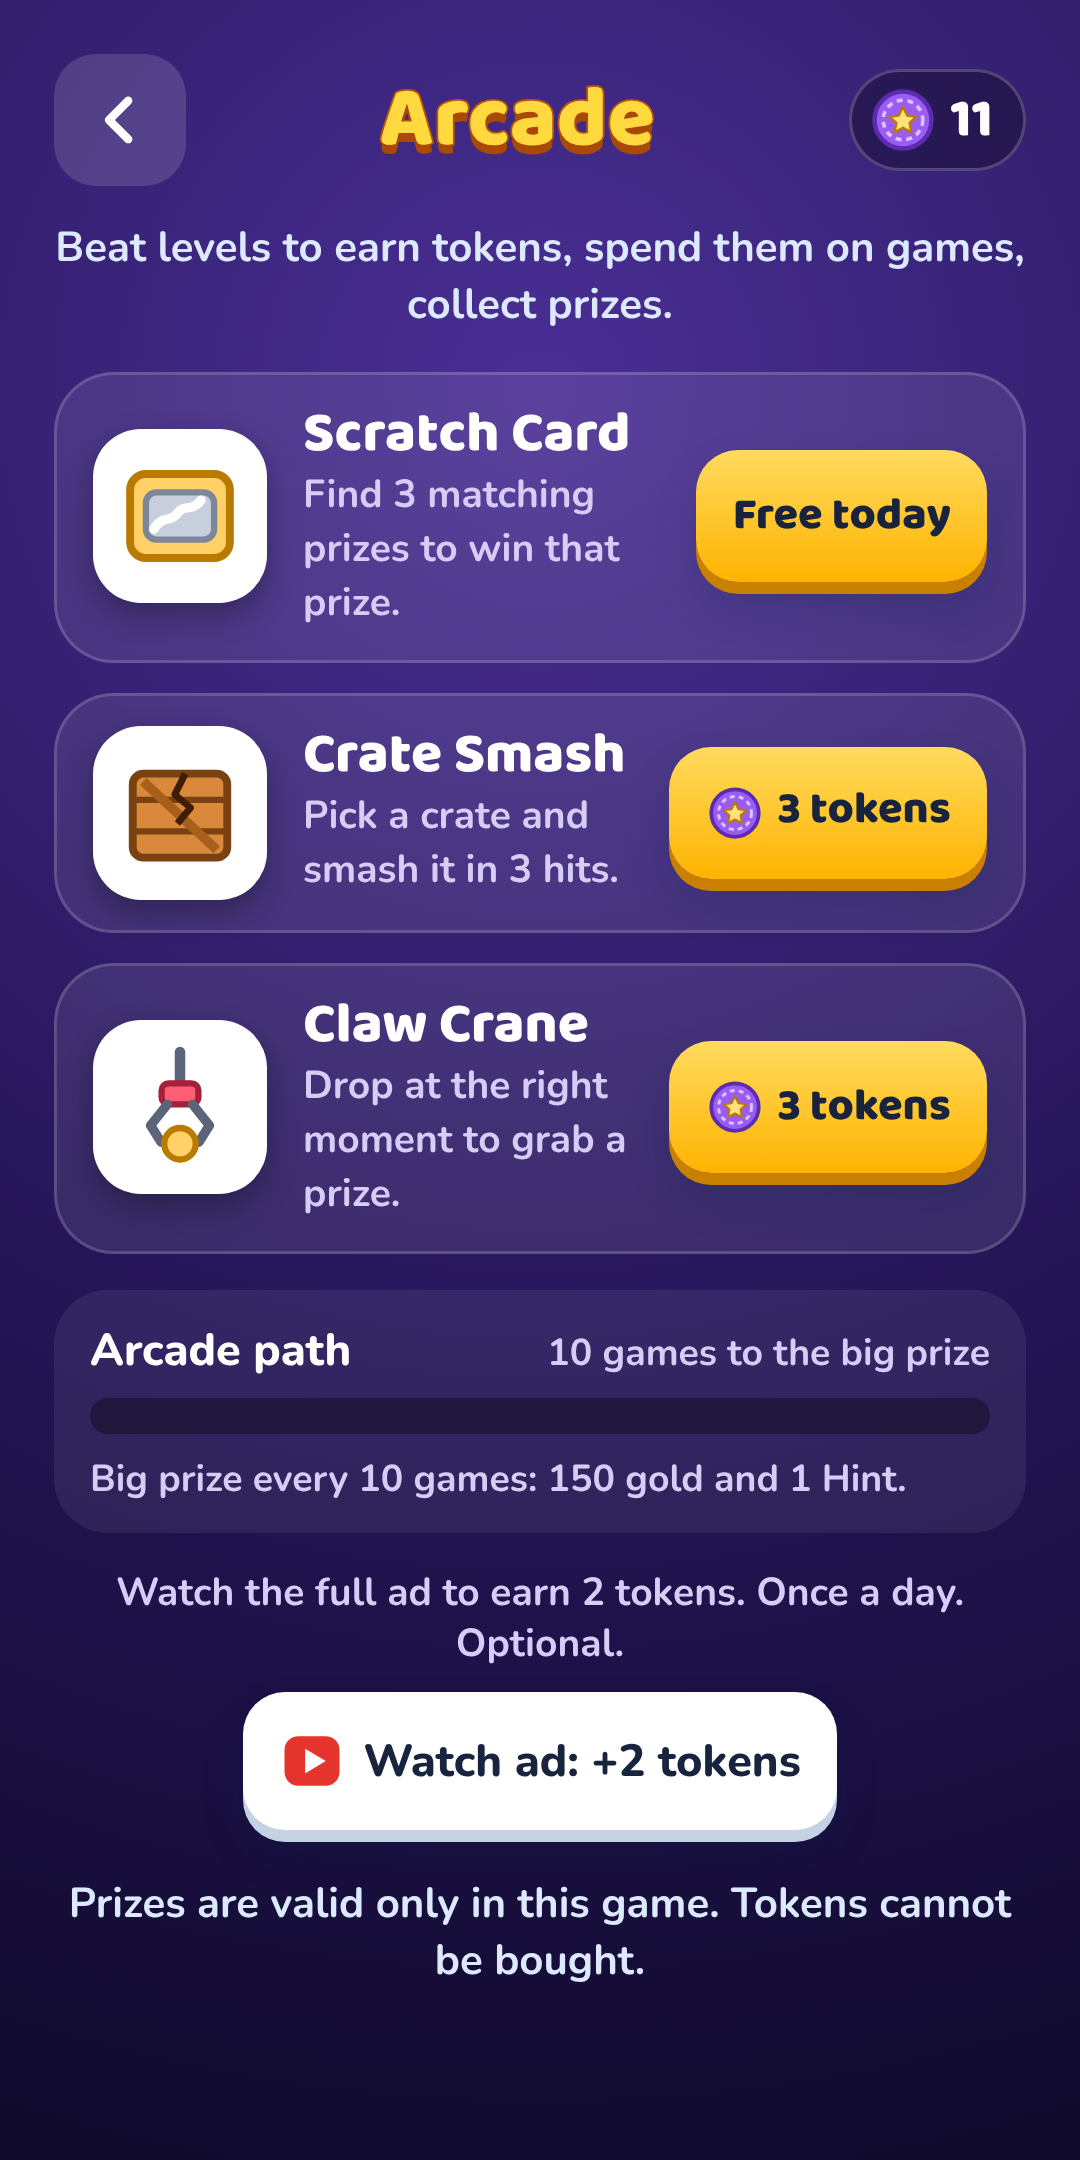 Arcade
11
Beat levels to earn tokens, spend them on games,
collect prizes.
Scratch Card
Find 3 matching
prizes to win that
prize.
Free today
Crate Smash
Pick a crate and
smash it in 3 hits.
3 tokens
Claw Crane
Drop at the right
moment to grab a
prize.
3 tokens
Arcade path
10 games to the big prize
Big prize every 10 games: 150 gold and 1 Hint.
Watch the full ad to earn 2 tokens. Once a day.
Optional.
Watch ad: +2 tokens
Prizes are valid only in this game. Tokens cannot
be bought.